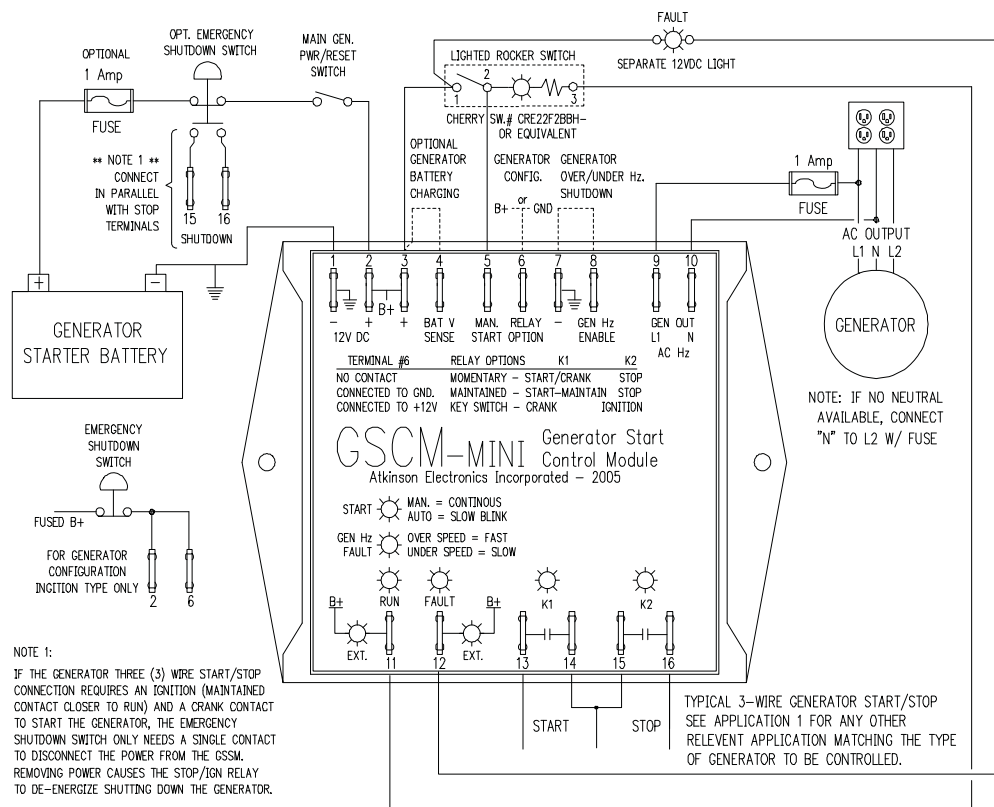 FAULT
SEPARATE 12VDC LIGHT
OPT. EMERGENCY
SHUTDOWN SWITCH
MAIN GEN.
PWR/RESET
SWITCH
OPTIONAL
1 Amp
FUSE
LIGHTED ROCKER SWITCH
1
2
3
CHERRY SW.# CRE22F2BBH-
OR EQUIVALENT
** NOTE 1 **
CONNECT
IN PARALLEL
WITH STOP
TERMINALS
15
16
SHUTDOWN
OPTIONAL
GENERATOR
BATTERY
CHARGING
GENERATOR
CONFIG.
B+
or
GND
GENERATOR
OVER/UNDER Hz.
SHUTDOWN
1 Amp
FUSE
AC OUTPUT
L1 N L2
GENERATOR
NOTE: IF NO NEUTRAL
AVAILABLE, CONNECT
"N" TO L2 W/ FUSE
+
-
GENERATOR
STARTER BATTERY
1
2
3
4
5
6
7
8
9
10
B+
- + +
12V DC
BAT V
SENSE
MAN.
START
RELAY
OPTION
-
GEN Hz
ENABLE
GEN OUT
L1 N
AC Hz
TERMINAL #6 RELAY OPTIONS K1 K2
NO CONTACT MOMENTARY - START/CRANK STOP
CONNECTED TO GND. MAINTAINED - START-MAINTAIN STOP
CONNECTED TO +12V KEY SWITCH - CRANK IGNITION
GSCM-MINI
Generator Start
Control Module
Atkinson Electronics Incorporated - 2005
START
MAN. = CONTINOUS
AUTO = SLOW BLINK
GEN Hz
FAULT
OVER SPEED = FAST
UNDER SPEED = SLOW
RUN
FAULT
K1
K2
B+
EXT.
B+
EXT.
11
12
13
14
15
16
START
STOP
EMERGENCY
SHUTDOWN
SWITCH
FUSED B+
FOR GENERATOR
CONFIGURATION
INGITION TYPE ONLY
2
6
NOTE 1:
IF THE GENERATOR THREE (3) WIRE START/STOP
CONNECTION REQUIRES AN IGNITION (MAINTAINED
CONTACT CLOSER TO RUN) AND A CRANK CONTACT
TO START THE GENERATOR, THE EMERGENCY
SHUTDOWN SWITCH ONLY NEEDS A SINGLE CONTACT
TO DISCONNECT THE POWER FROM THE GSSM.
REMOVING POWER CAUSES THE STOP/IGN RELAY
TO DE-ENERGIZE SHUTTING DOWN THE GENERATOR.
TYPICAL 3-WIRE GENERATOR START/STOP
SEE APPLICATION 1 FOR ANY OTHER
RELEVENT APPLICATION MATCHING THE TYPE
OF GENERATOR TO BE CONTROLLED.